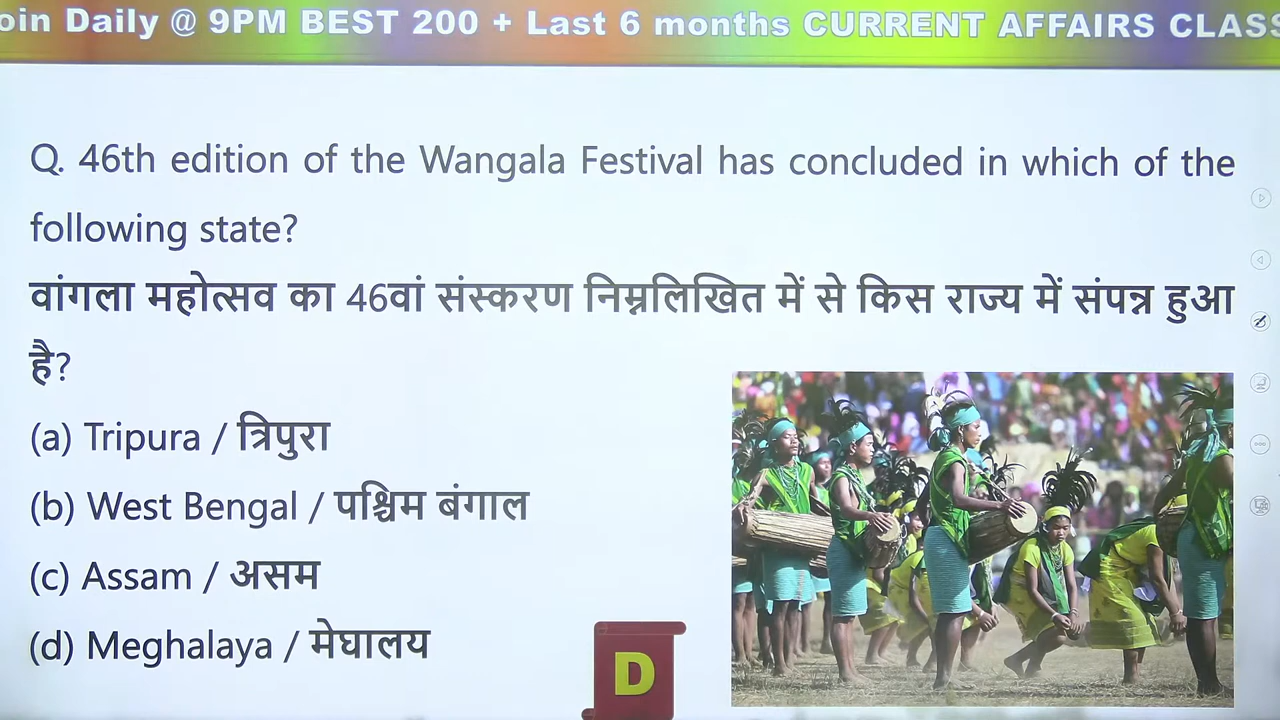 oin Daily @ 9PM BEST 200 + Last 6 months CURRENT AFFAIRS CLASS
Q. 46th edition of the Wangala Festival has concluded in which of the
following state?
वांगला महोत्सव का 46वां संस्करण निम्नलिखित में से किस राज्य में संपन्न हुआ
है?
(a) Tripura / त्रिपुरा
(b) West Bengal / पश्चिम बंगाल
(c) Assam / असम
(d) Meghalaya / मेघालय
D